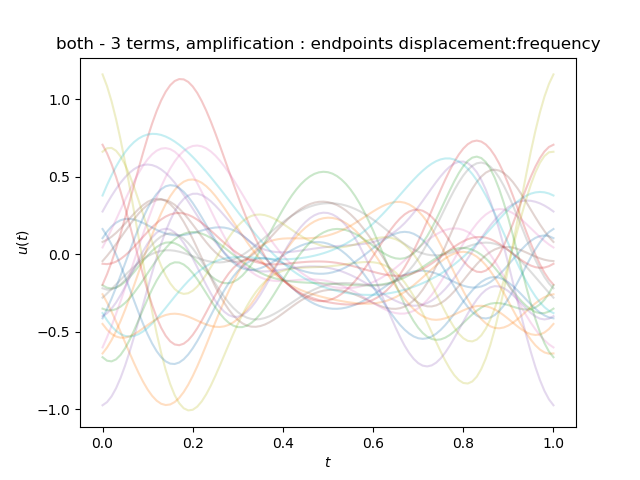 both - 3 terms, amplification : endpoints displacement:frequency
1.0
0.5
0.0
−0.5
−1.0
u(t)
0.0 0.2 0.4 0.6 0.8 1.0
t